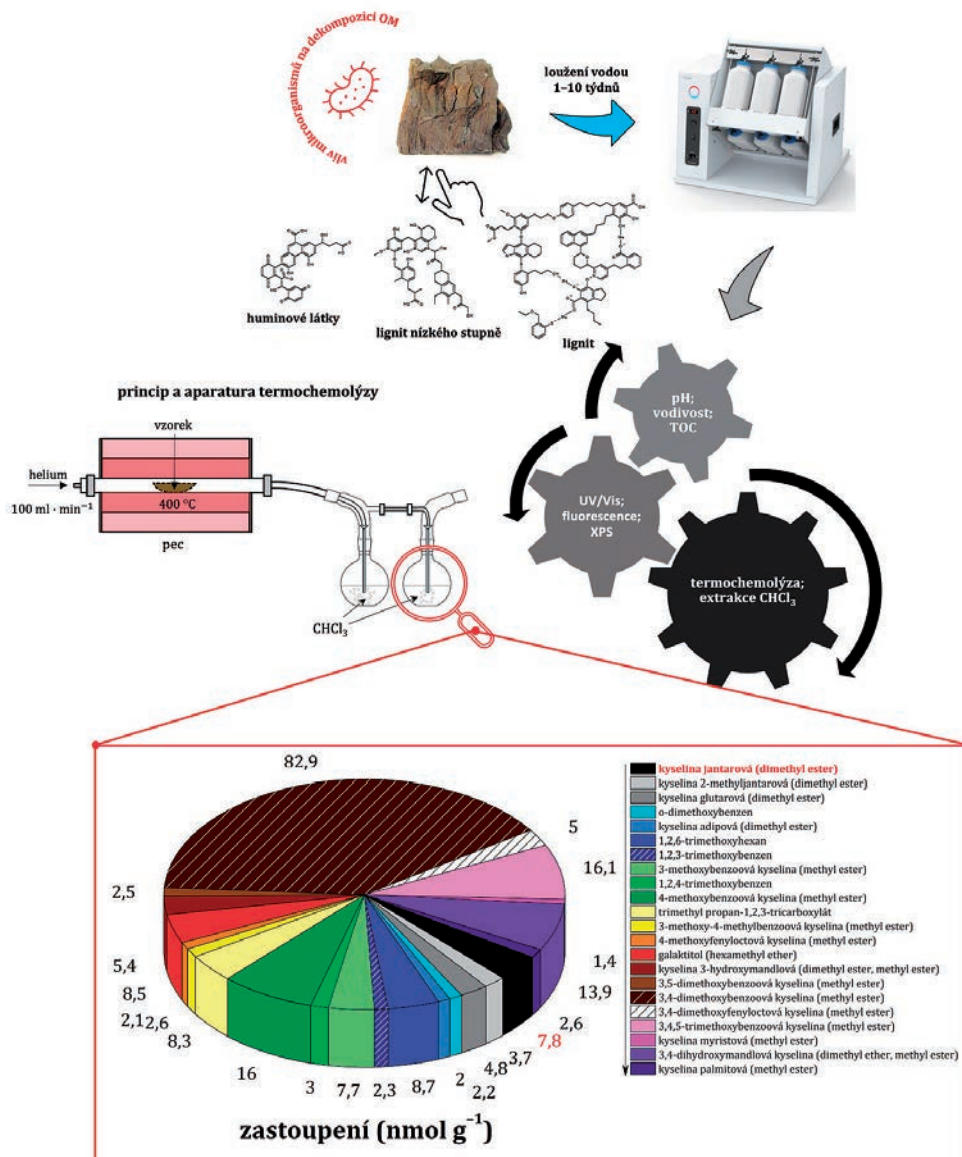 vliv mikroorganismů na dekompozici OM
loužení vodou
1–10 týdnů
huminové látky
lignit nízkého stupně
lignit
princip a aparatura termochemolýzy
vzorek
helium
100 ml · min⁻¹
400 °C
pec
CHCl₃
pH;
vodivost;
TOC
UV/Vis;
fluorescence;
XPS
termochemolýza;
extrakce CHCl₃
82,9
5
16,1
1,4
13,9
2,6
7,8
3,7
4,8
2,2
2
8,7
2,3
7,7
3
16
8,3
2,6
2,1
8,5
5,4
2,5
zastoupení (nmol g⁻¹)
kyselina jantarová (dimethyl ester)
kyselina 2-methyljantarová (dimethyl ester)
kyselina glutarová (dimethyl ester)
o-dimethoxybenzen
kyselina adipová (dimethyl ester)
1,2,6-trimethoxyhexan
1,2,3-trimethoxybenzen
3-methoxybenzoová kyselina (methyl ester)
1,2,4-trimethoxybenzen
4-methoxybenzoová kyselina (methyl ester)
trimethyl propan-1,2,3-tricarboxylát
3-methoxy-4-methylbenzoová kyselina (methyl ester)
4-methoxyfenyloctová kyselina (methyl ester)
galaktitol (hexamethyl ether)
kyselina 3-hydroxymandlová (dimethyl ester, methyl ester)
3,5-dimethoxybenzoová kyselina (methyl ester)
3,4-dimethoxybenzoová kyselina (methyl ester)
3,4-dimethoxyfenyloctová kyselina (methyl ester)
3,4,5-trimethoxybenzoová kyselina (methyl ester)
kyselina myristová (methyl ester)
3,4-dihydroxymandlová kyselina (dimethyl ether, methyl ester)
kyselina palmitová (methyl ester)